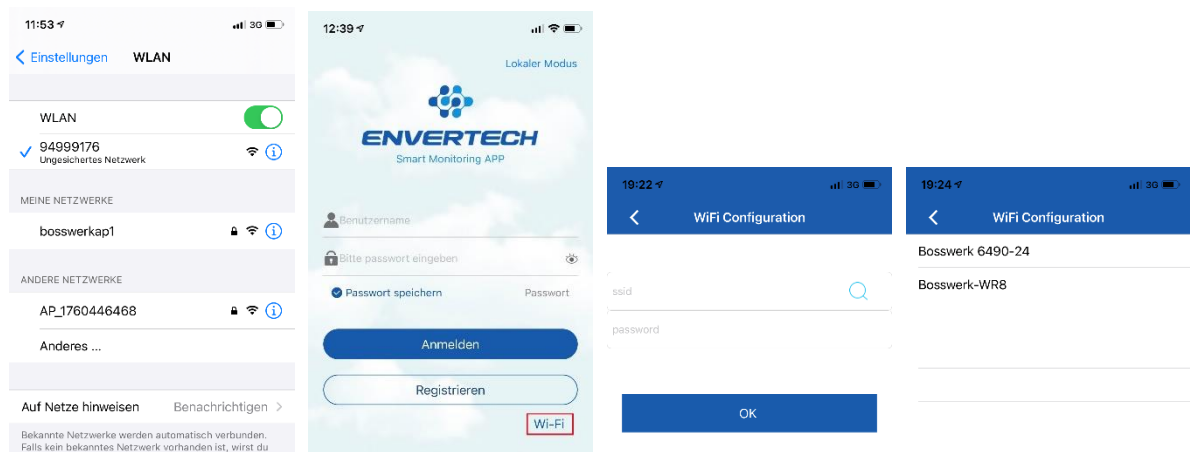 11:53
3G
Einstellungen
WLAN
WLAN
94999176
Ungesichertes Netzwerk
MEINE NETZWERKE
bosswerkap1
ANDERE NETZWERKE
AP_1760446468
Anderes ...
Auf Netze hinweisen
Benachrichtigen
Bekannte Netzwerke werden automatisch verbunden.
Falls kein bekanntes Netzwerk vorhanden ist, wirst du
12:39
Lokaler Modus
ENVERTECH
Smart Monitoring APP
Benutzername
Bitte passwort eingeben
Passwort speichern
Passwort
Anmelden
Registrieren
Wi-Fi
19:22
3G
WiFi Configuration
ssid
password
OK
19:24
3G
WiFi Configuration
Bosswerk 6490-24
Bosswerk-WR8